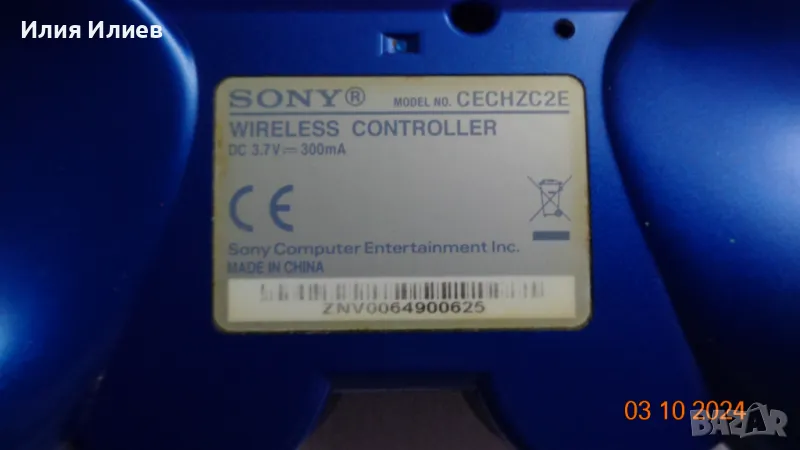 Илия Илиев
SONY® MODEL NO. CECHZC2E
WIRELESS CONTROLLER
DC 3.7V⎓300mA
CE
Sony Computer Entertainment Inc.
MADE IN CHINA
ZNV0064900625
03 10 2024
BAZAR